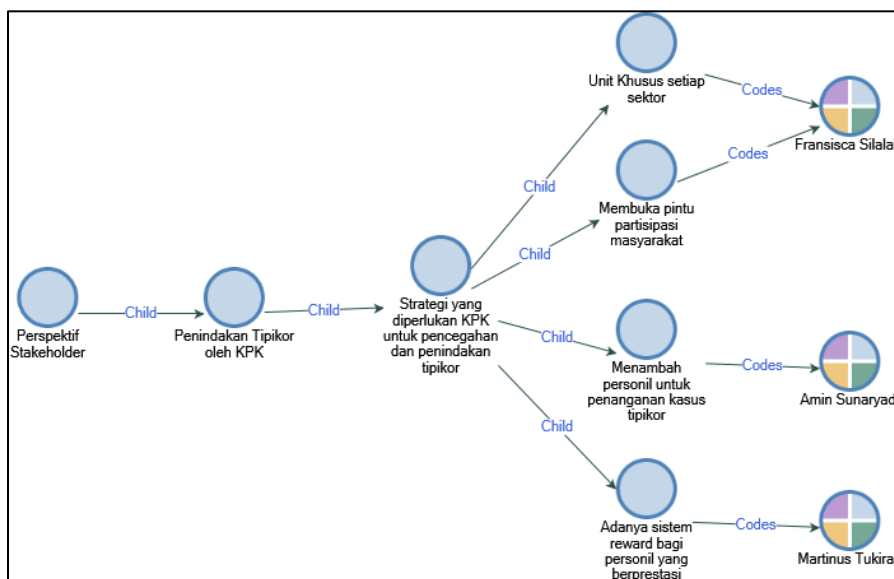 Perspektif
Stakeholder
Child
Penindakan Tipikor
oleh KPK
Child
Strategi yang
diperlukan KPK
untuk pencegahan
dan penindakan
tipikor
Child
Unit Khusus setiap
sektor
Codes
Fransisca Silalal
Child
Membuka pintu
partisipasi
masyarakat
Codes
Child
Menambah
personil untuk
penanganan kasus
tipikor
Codes
Amin Sunaryad
Child
Adanya sistem
reward bagi
personil yang
berprestasi
Codes
Martinus Tukira